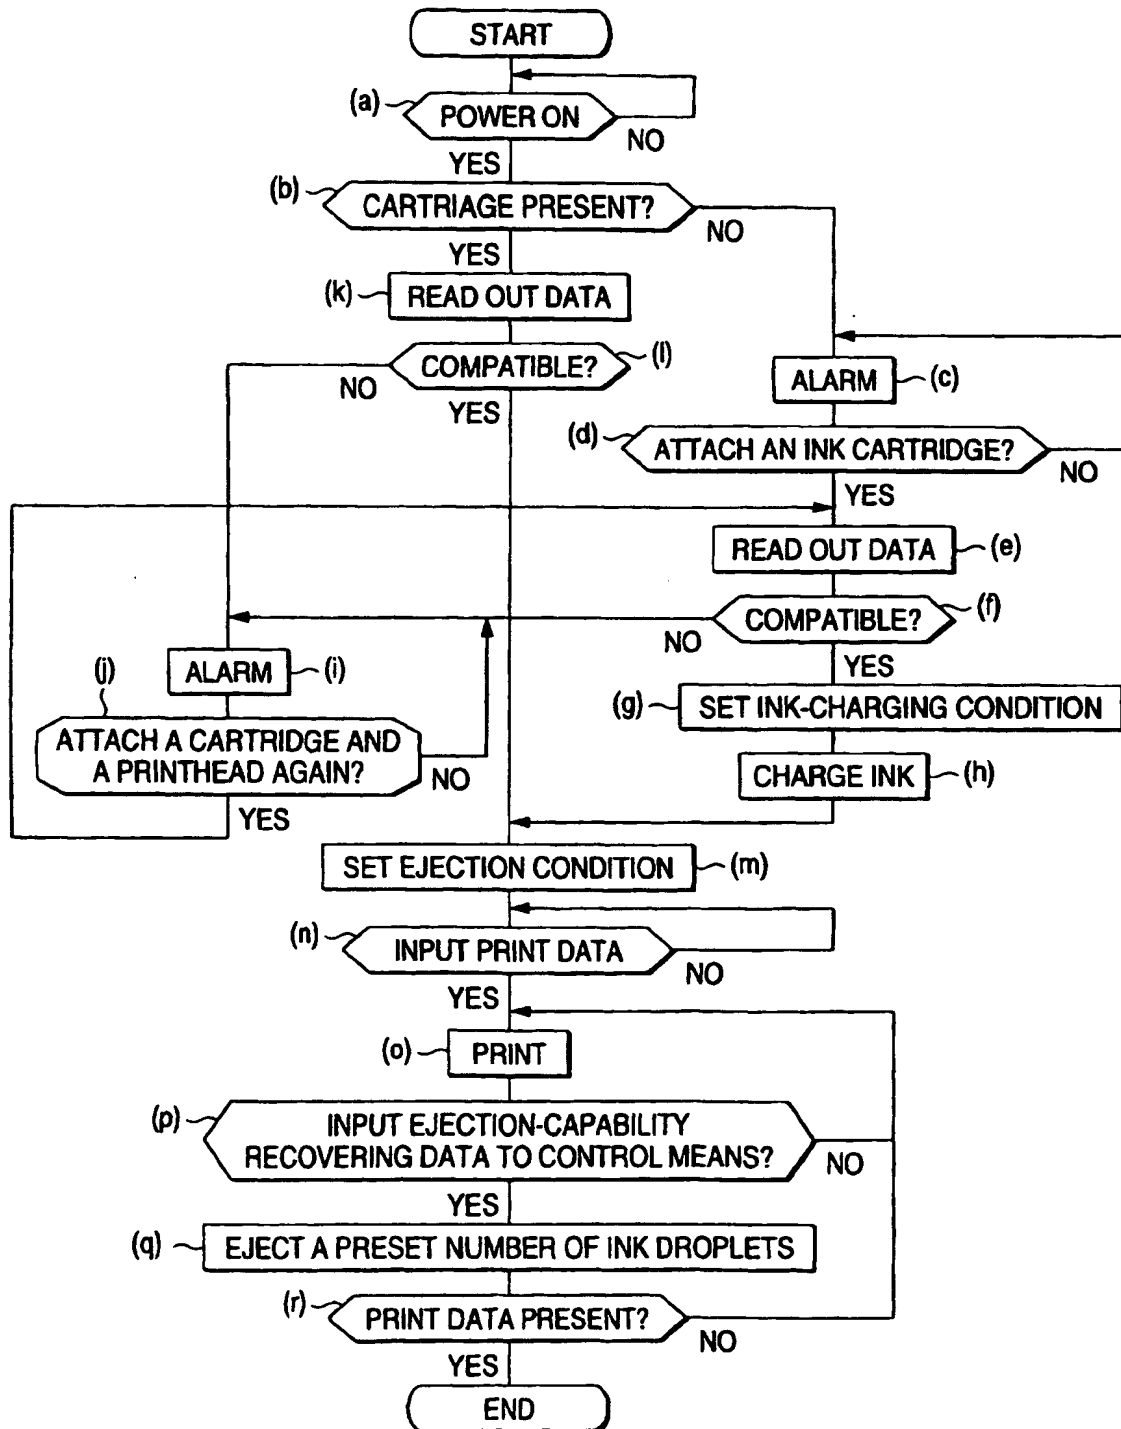 START
(a)
POWER ON
NO
YES
(b)
CARTRIAGE PRESENT?
NO
YES
(k)
READ OUT DATA
COMPATIBLE?
(l)
NO
YES
ALARM
(c)
(d)
ATTACH AN INK CARTRIDGE?
NO
YES
READ OUT DATA
(e)
COMPATIBLE?
(f)
NO
YES
(j)
ALARM
(i)
(g)
SET INK-CHARGING CONDITION
ATTACH A CARTRIDGE AND
A PRINTHEAD AGAIN?
NO
YES
CHARGE INK
(h)
SET EJECTION CONDITION
(m)
(n)
INPUT PRINT DATA
NO
YES
(o)
PRINT
(p)
INPUT EJECTION-CAPABILITY
RECOVERING DATA TO CONTROL MEANS?
NO
YES
(q)
EJECT A PRESET NUMBER OF INK DROPLETS
(r)
PRINT DATA PRESENT?
NO
YES
END